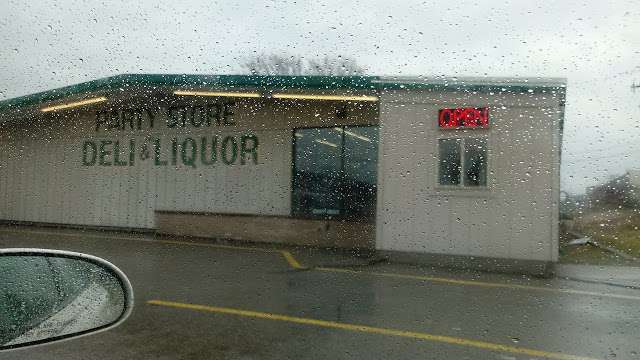 PARTY STORE
DELI & LIQUOR
OPEN